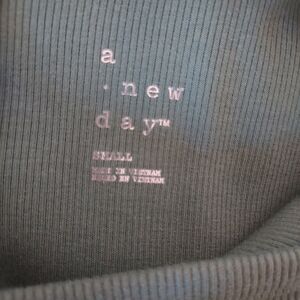 a
· new
day™
SMALL
MADE IN VIETNAM
HECHO EN VIETNAM